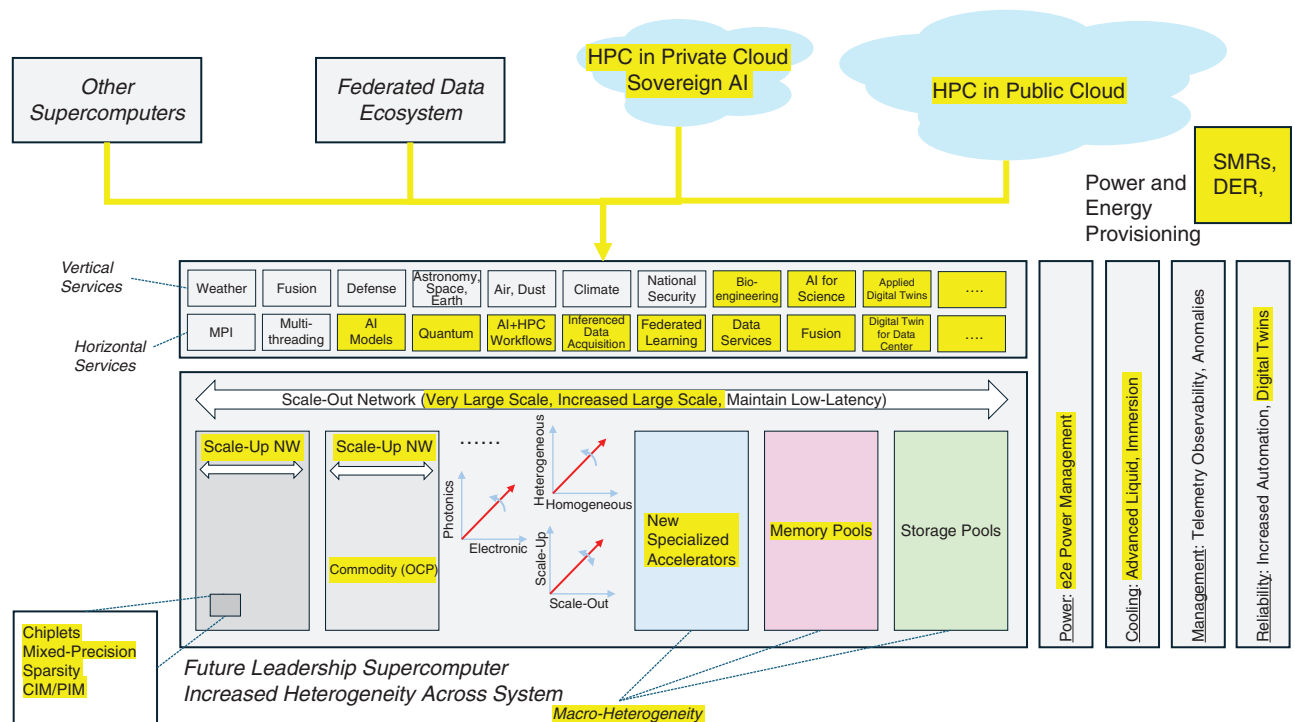 Other
Supercomputers
Federated Data
Ecosystem
HPC in Private Cloud
Sovereign AI
HPC in Public Cloud
SMRs,
DER,
Power and
Energy
Provisioning
Vertical
Services
Weather
Fusion
Defense
Astronomy,
Space,
Earth
Air, Dust
Climate
National
Security
Bio-
engineering
AI for
Science
Applied
Digital Twins
....
Horizontal
Services
MPI
Multi-
threading
AI
Models
Quantum
AI+HPC
Workflows
Inferenced
Data
Acquisition
Federated
Learning
Data
Services
Fusion
Digital Twin
for Data
Center
....
Scale-Out Network (Very Large Scale, Increased Large Scale, Maintain Low-Latency)
Scale-Up NW
Scale-Up NW
Commodity (OCP)
......
Photonics
Electronic
Heterogeneous
Homogeneous
Scale-Up
Scale-Out
New
Specialized
Accelerators
Memory Pools
Storage Pools
Power: e2e Power Management
Cooling: Advanced Liquid, Immersion
Management: Telemetry Observability, Anomalies
Reliability: Increased Automation, Digital Twins
Chiplets
Mixed-Precision
Sparsity
CIM/PIM
Future Leadership Supercomputer
Increased Heterogeneity Across System
Macro-Heterogeneity